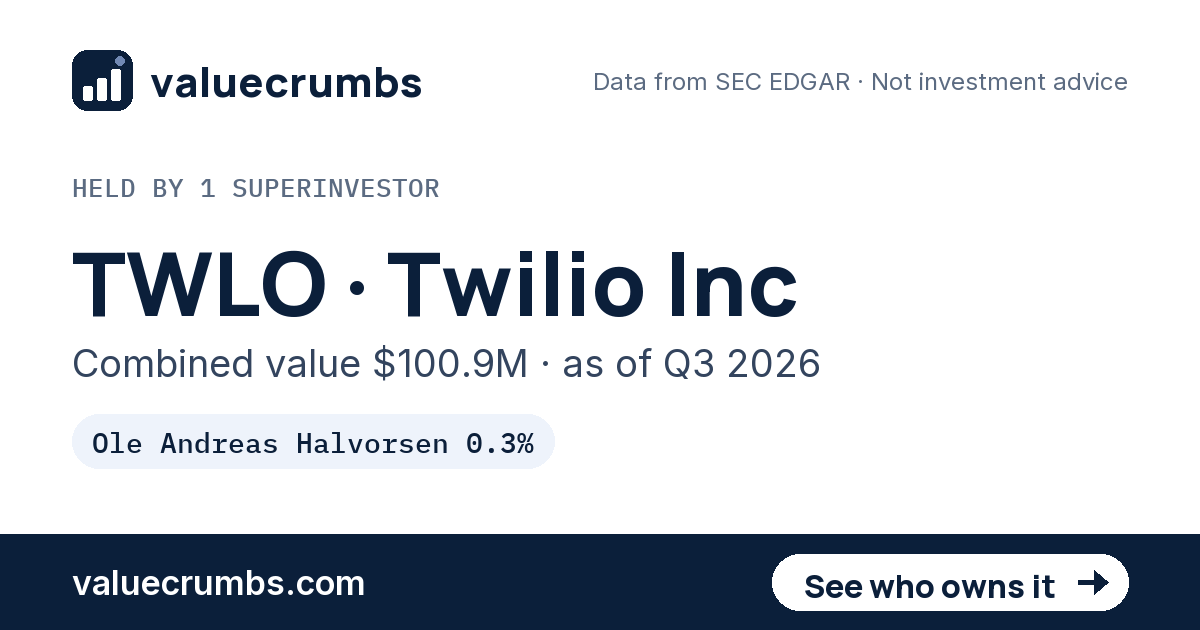 valuecrumbs
Data from SEC EDGAR · Not investment advice
HELD BY 1 SUPERINVESTOR
TWLO · Twilio Inc
Combined value $100.9M · as of Q3 2026
Ole Andreas Halvorsen 0.3%
valuecrumbs.com
See who owns it →